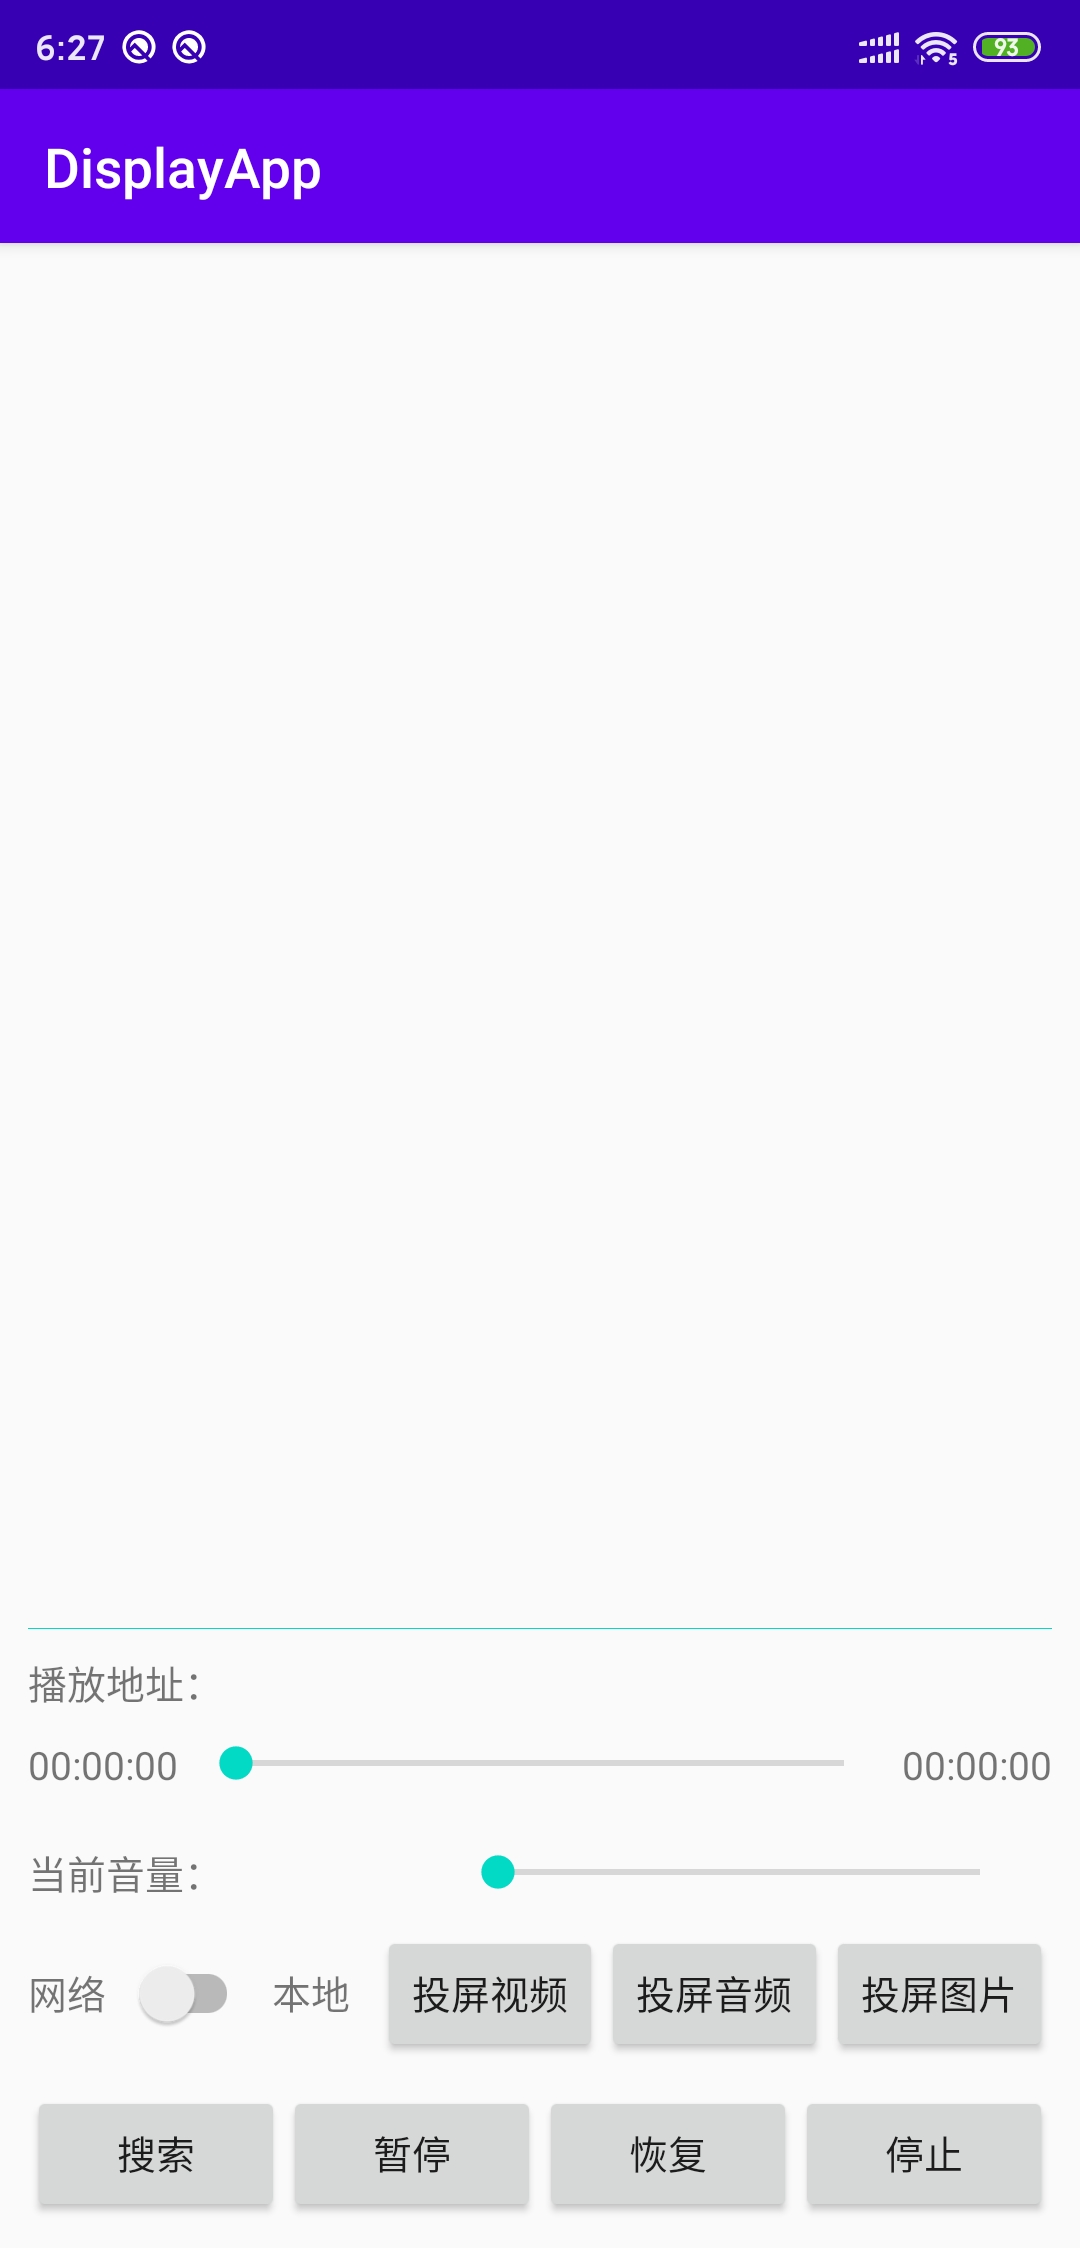 6:27 5 93
DisplayApp
播放地址：
00:00:00 00:00:00
当前音量：
网络 本地 投屏视频 投屏音频 投屏图片
搜索 暂停 恢复 停止